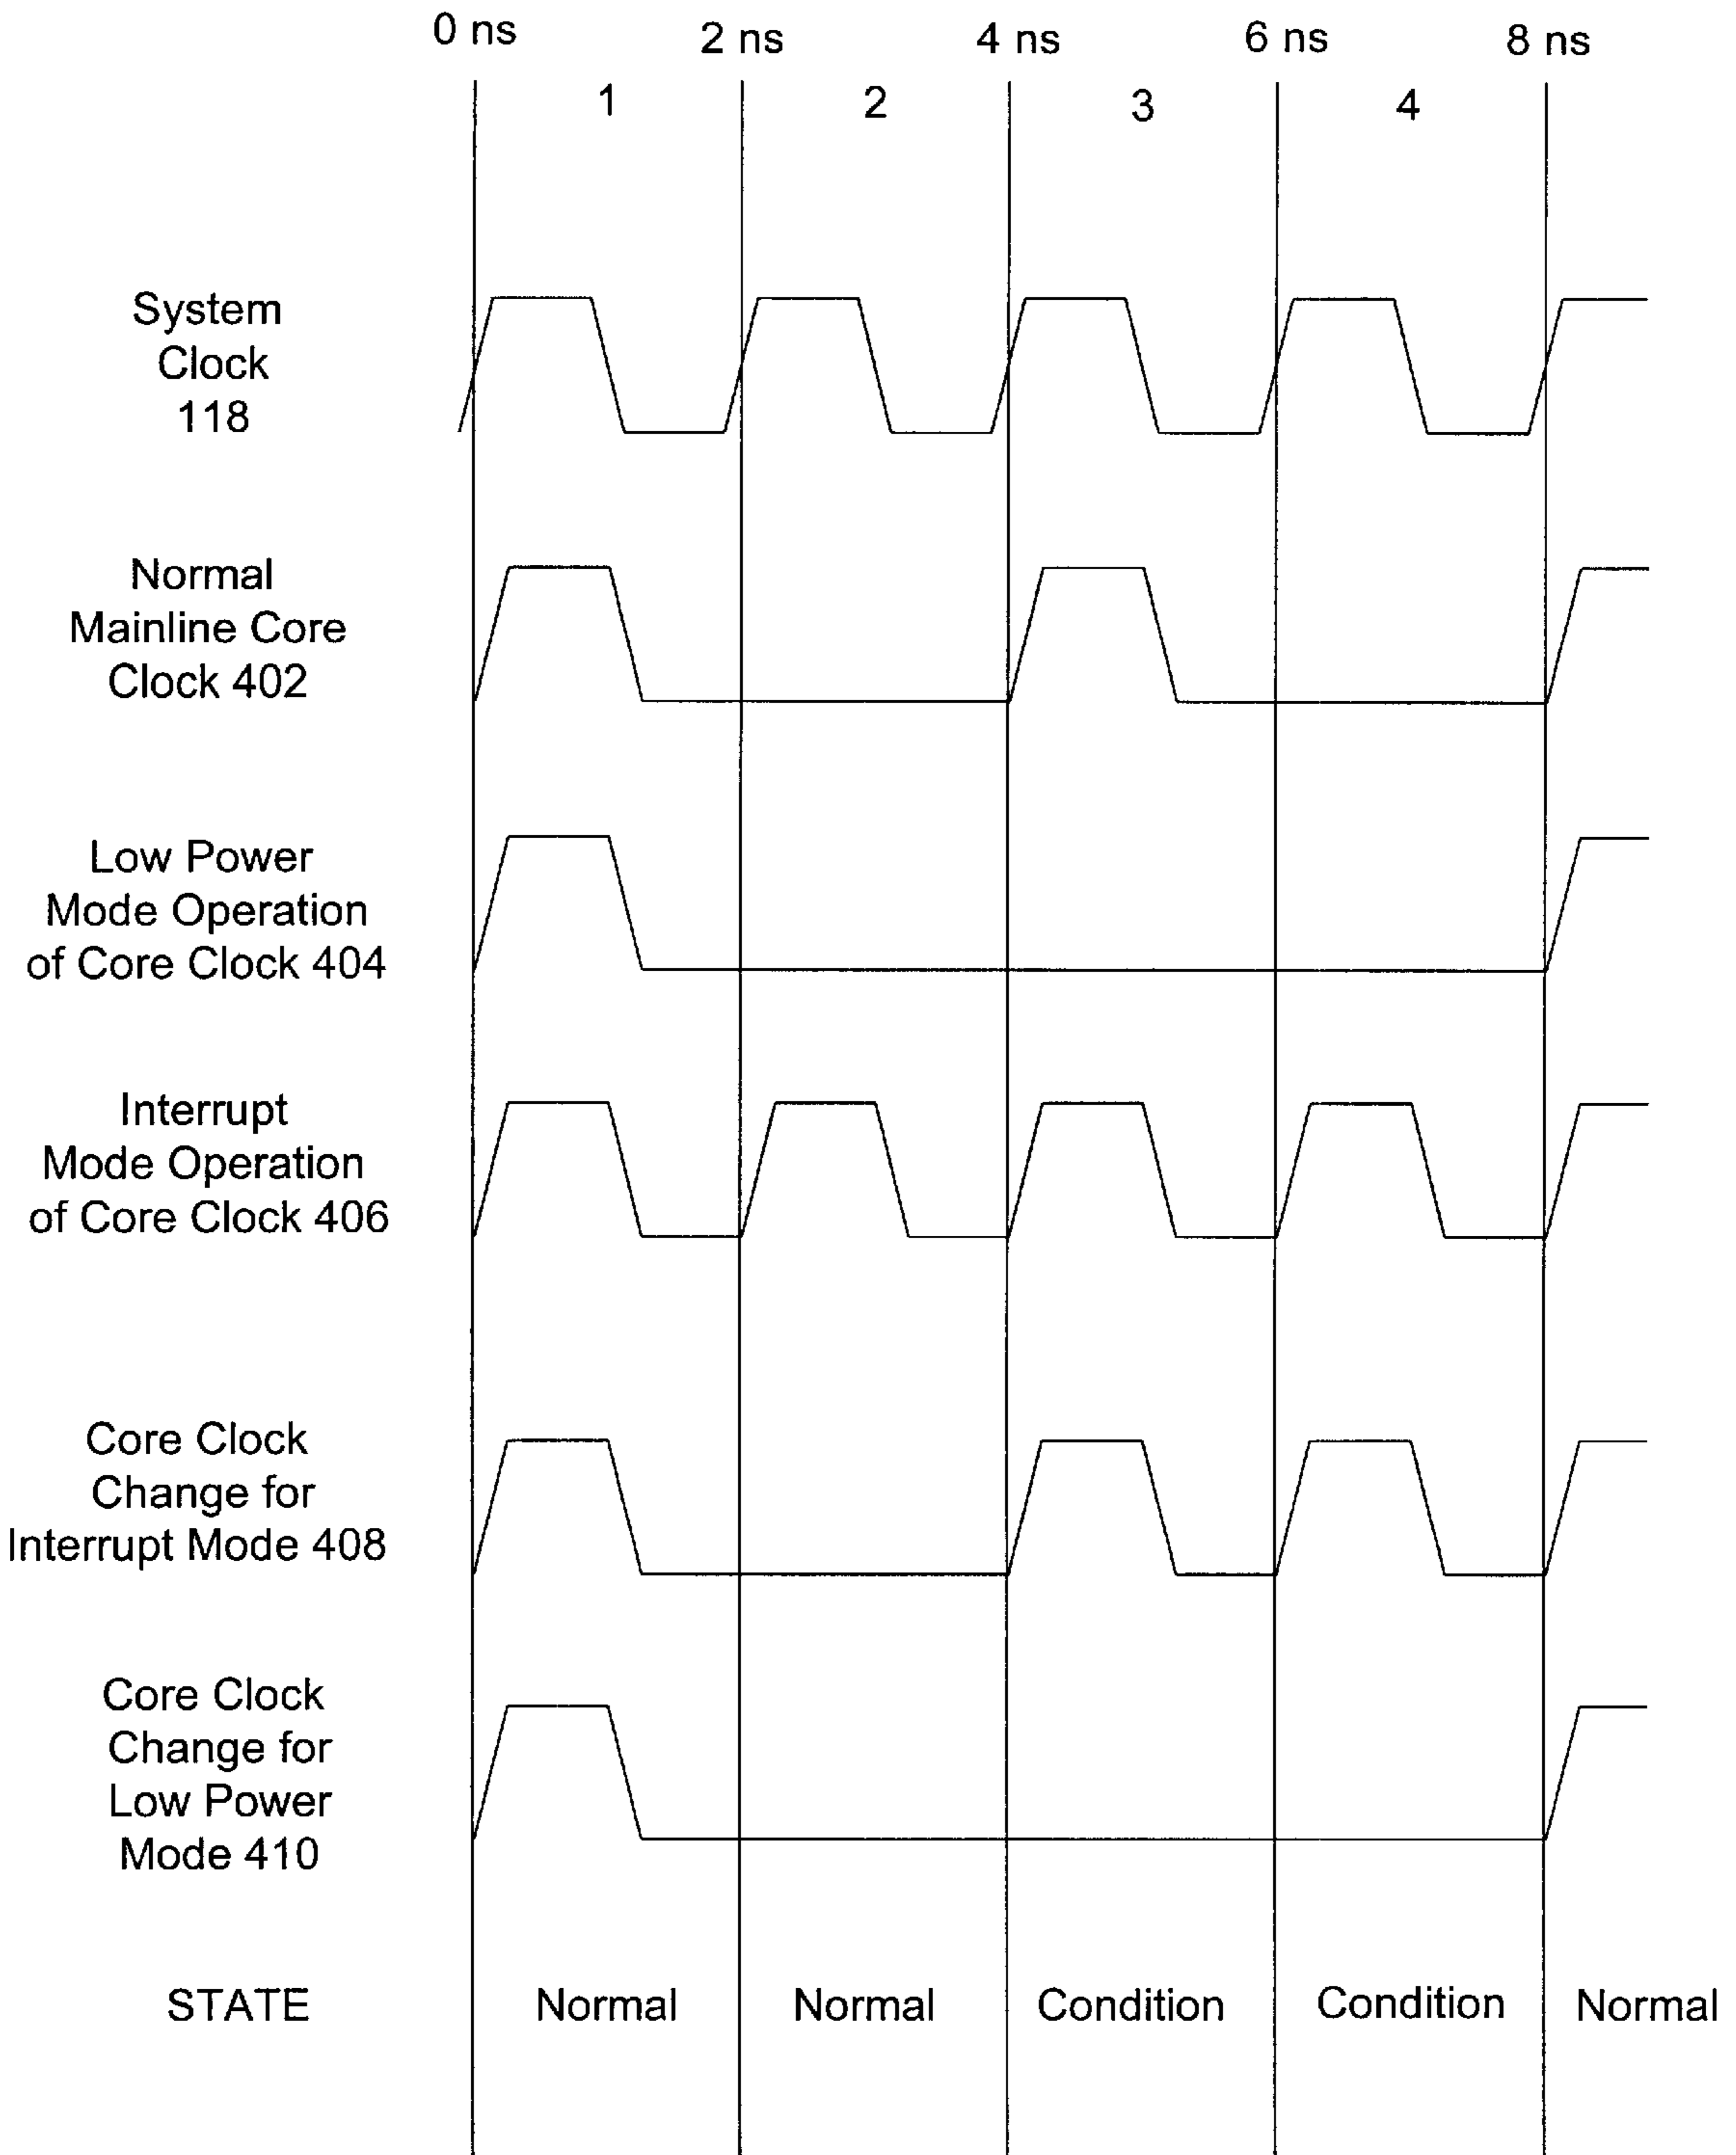 0 ns 2 ns 4 ns 6 ns 8 ns
1 2 3 4
System
Clock
118
Normal
Mainline Core
Clock 402
Low Power
Mode Operation
of Core Clock 404
Interrupt
Mode Operation
of Core Clock 406
Core Clock
Change for
Interrupt Mode 408
Core Clock
Change for
Low Power
Mode 410
STATE Normal Normal Condition Condition Normal